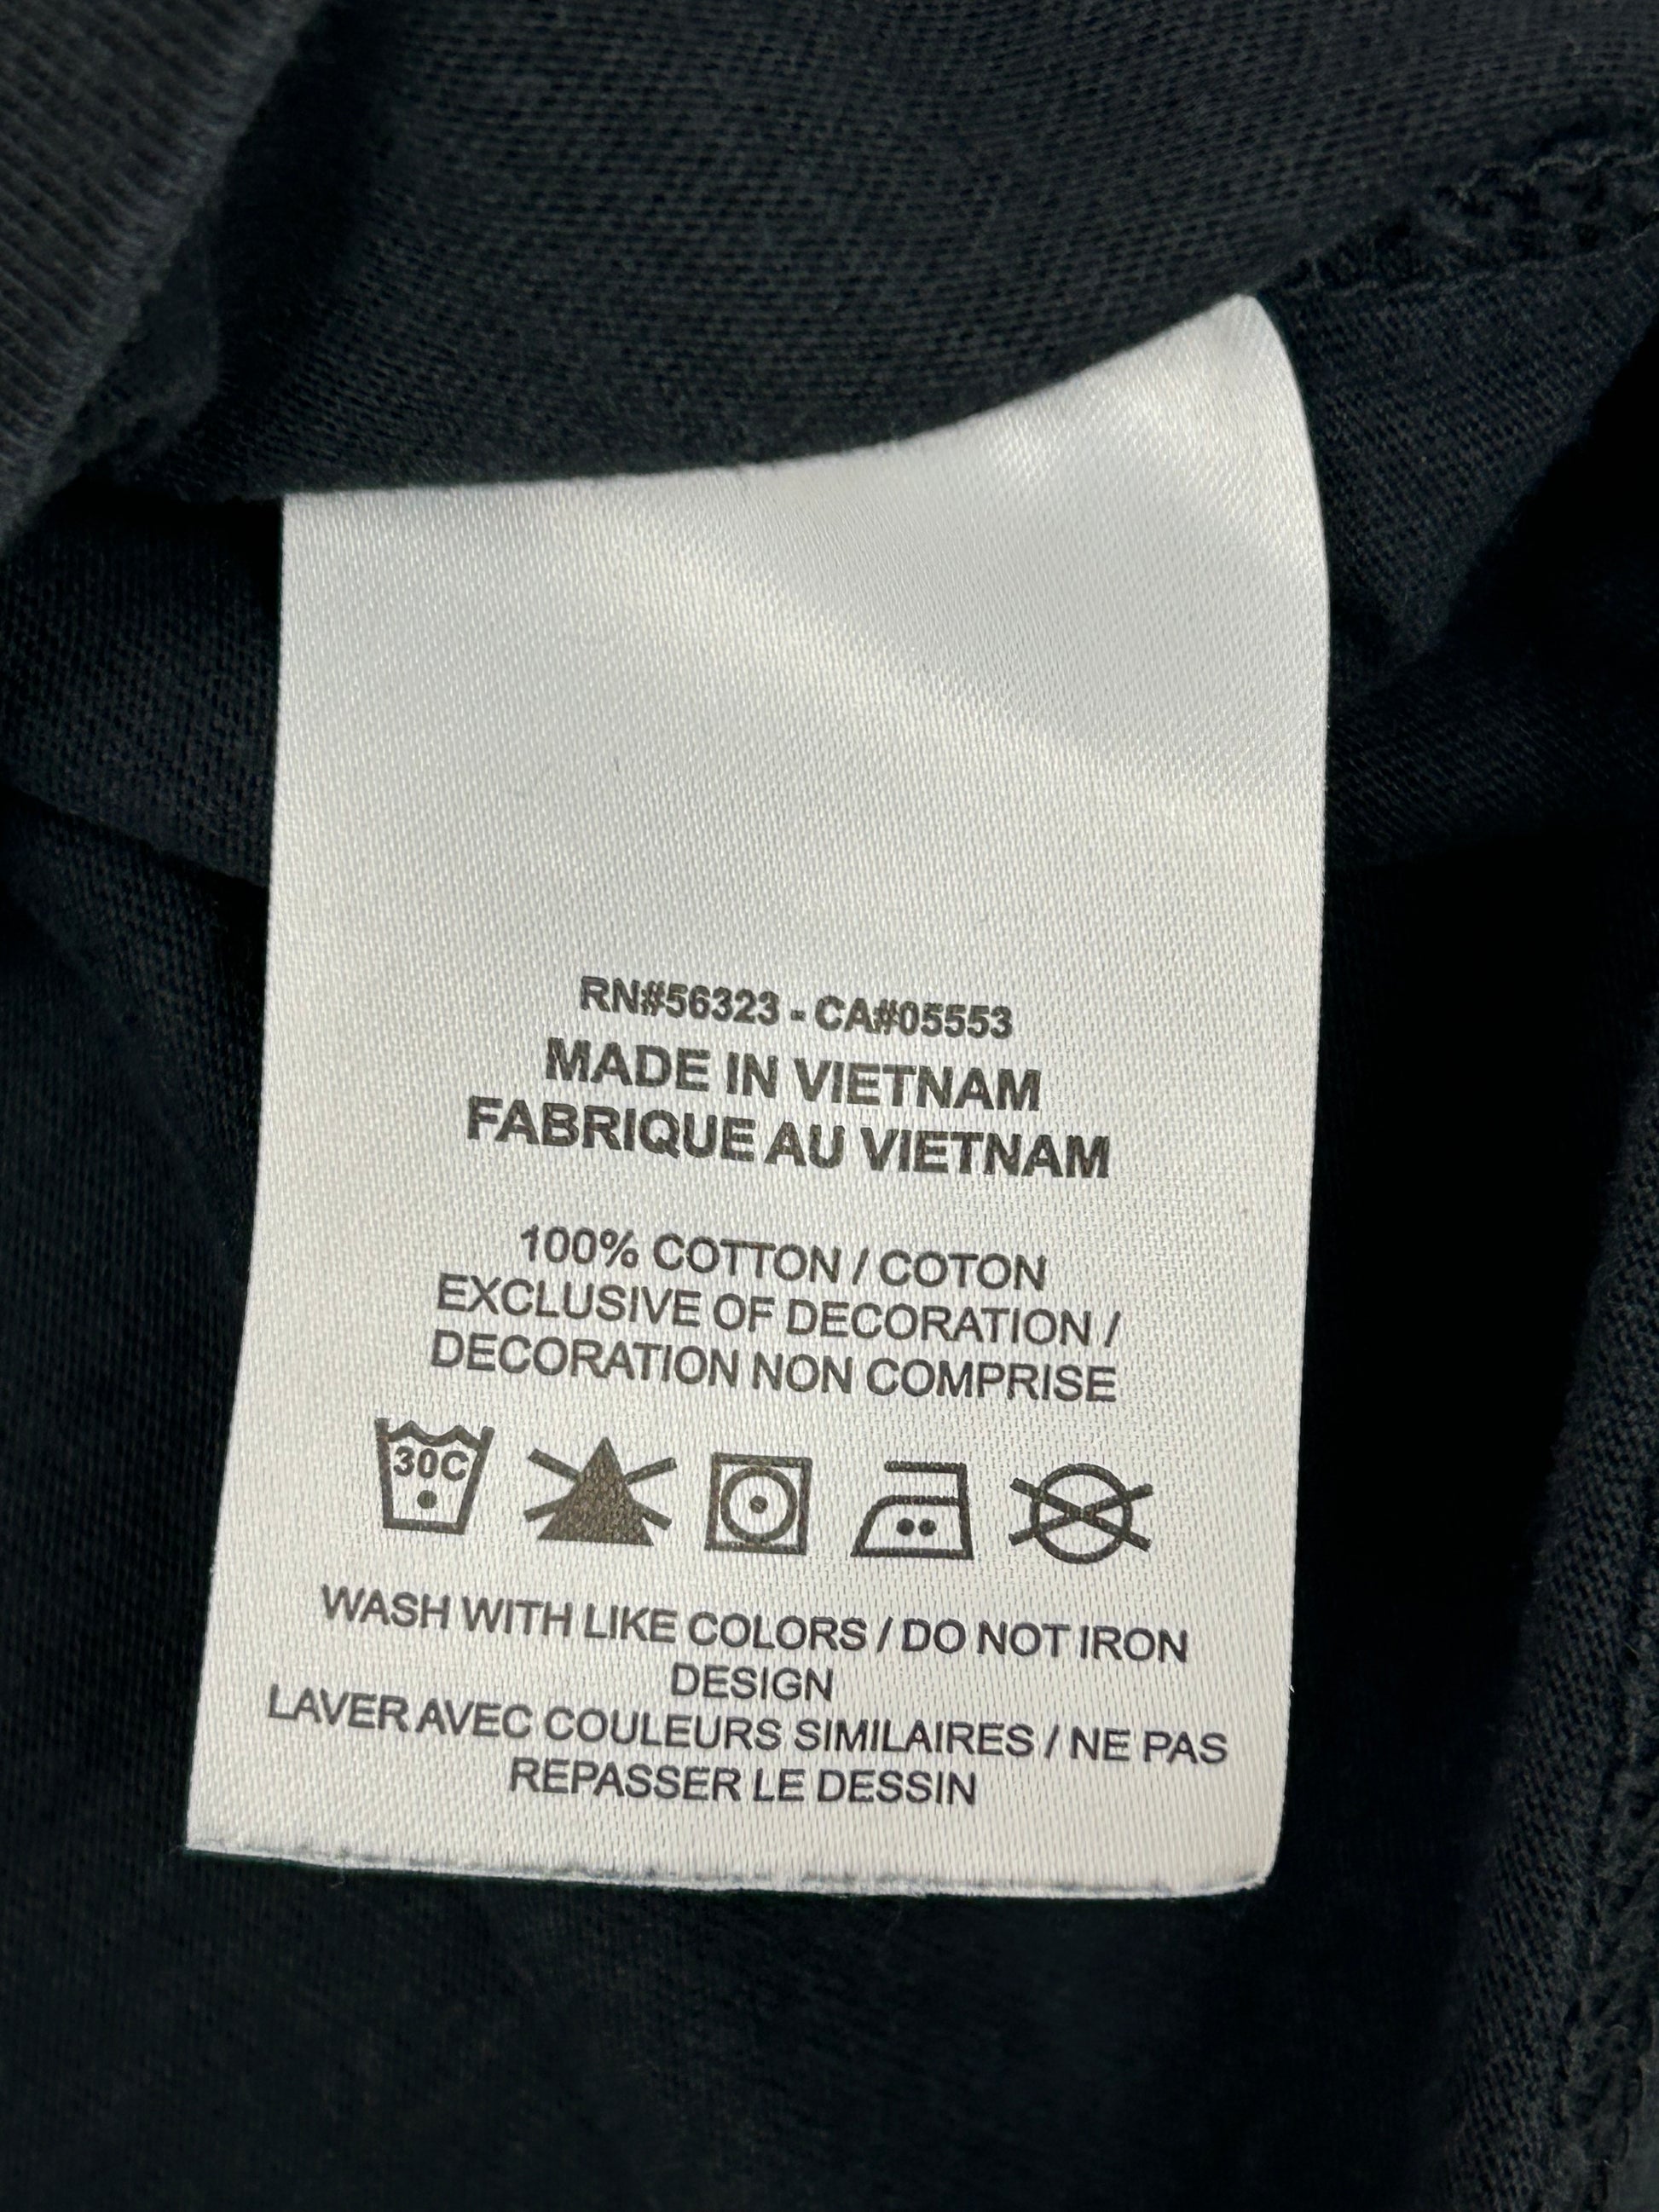 RN#56323 - CA#05553
MADE IN VIETNAM
FABRIQUE AU VIETNAM
100% COTTON / COTON
EXCLUSIVE OF DECORATION /
DECORATION NON COMPRISE
30C
WASH WITH LIKE COLORS / DO NOT IRON
DESIGN
LAVER AVEC COULEURS SIMILAIRES / NE PAS
REPASSER LE DESSIN